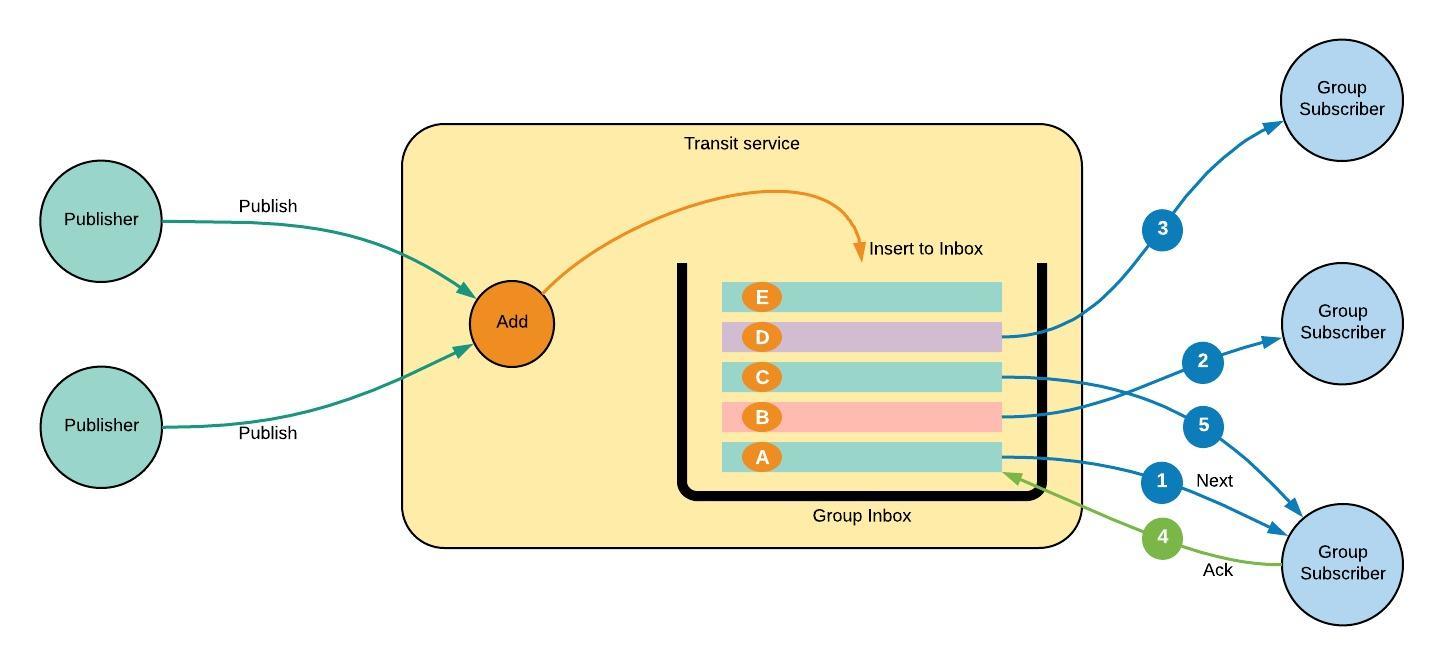 Group
Subscriber
Transit service
Publisher
Publish
3
Insert to Inbox
E
Add
D
Group
Subscriber
2
C
5
B
Publisher
Publish
A
1
Next
Group Inbox
4
Ack
Group
Subscriber